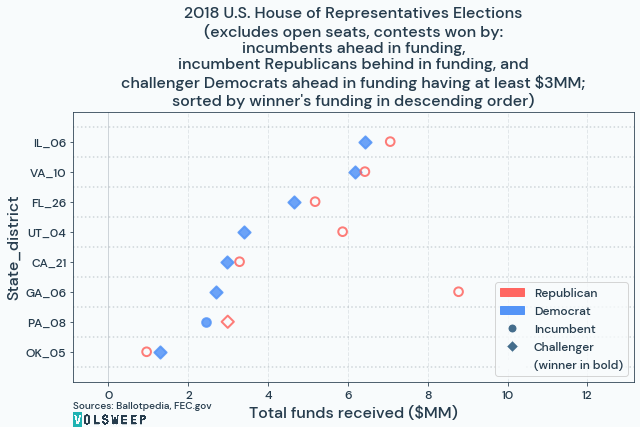 2018 U.S. House of Representatives Elections
(excludes open seats, contests won by:
incumbents ahead in funding,
incumbent Republicans behind in funding, and
challenger Democrats ahead in funding having at least $3MM;
sorted by winner's funding in descending order)
State_district
IL_06
VA_10
FL_26
UT_04
CA_21
GA_06
PA_08
OK_05
Republican
Democrat
Incumbent
Challenger
(winner in bold)
0 2 4 6 8 10 12
Total funds received ($MM)
Sources: Ballotpedia, FEC.gov
VOLSWEEP